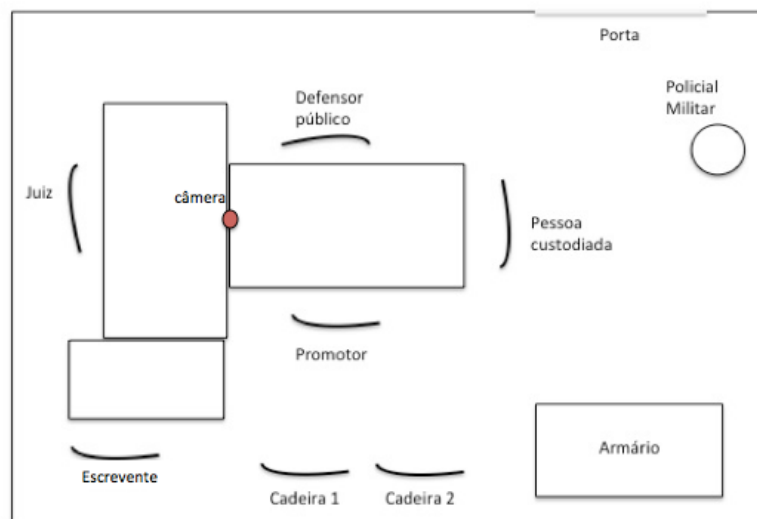 Porta
Policial
Militar
Defensor
público
Juiz
câmera
Pessoa
custodiada
Promotor
Armário
Escrevente
Cadeira 1
Cadeira 2